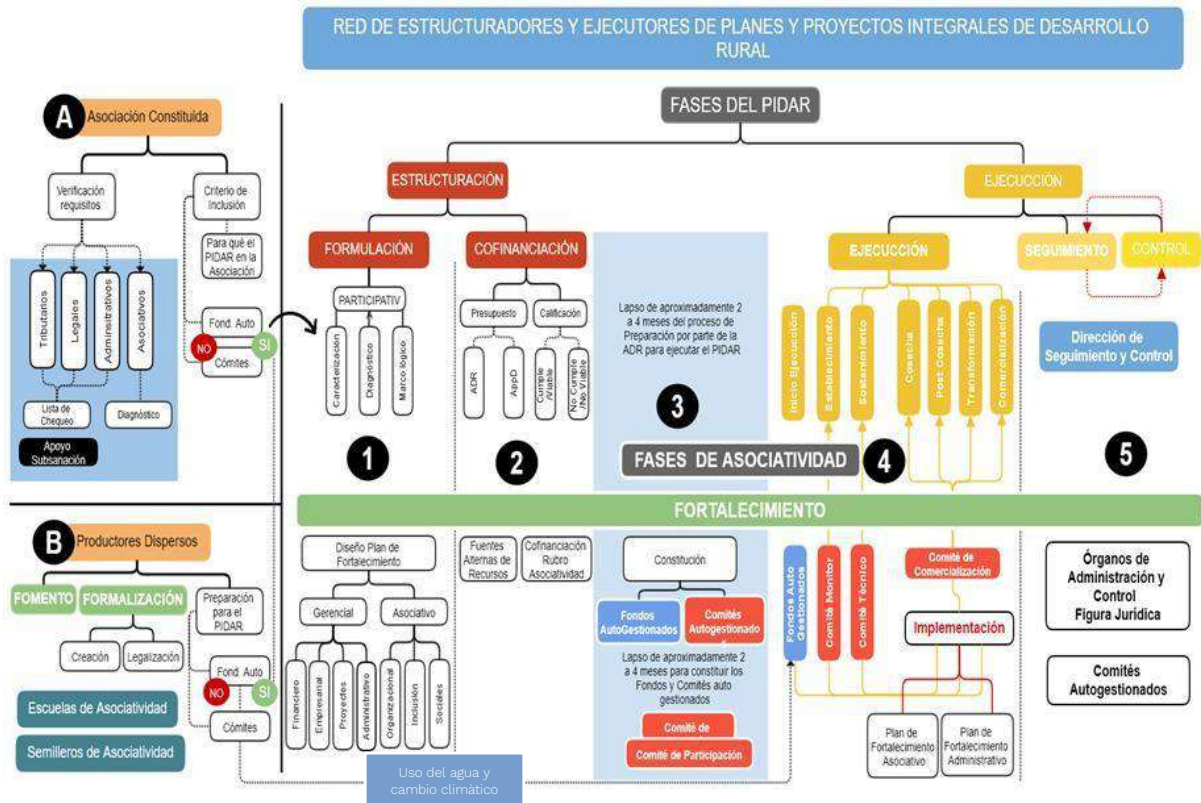 RED DE ESTRUCTURADORES Y EJECUTORES DE PLANES Y PROYECTOS INTEGRALES DE DESARROLLO
RURAL
A
Asociación Constituida
Verificación
requisitos
Criterio de
Inclusión
Para qué el
PIDAR en la
Asociación
Tributarios
Legales
Adminsitrativos
Asociativos
Fond. Auto
NO
SI
Cómites
Lista de
Chequeo
Diagnóstico
Apoyo
Subsanación
FASES DEL PIDAR
ESTRUCTURACIÓN
EJECUCCIÓN
FORMULACIÓN
COFINANCIACIÓN
EJECUCCIÓN
SEGUIMIENTO
CONTROL
PARTICIPATIV
Caracterización
Diagnóstico
Marco lógico
Presupuesto
Calificación
ADR
AppD
Cumple
/Viable
No Cumple
/No Viable
Lapso de aproximadamente 2
a 4 meses del proceso de
Preparación por parte de la
ADR para ejecutar el PIDAR
Inicio Ejecucción
Establecimiento
Sostenimiento
Cosecha
Post Cosecha
Transformación
Comercialización
Dirección de
Seguimiento y Control
1
2
3
FASES DE ASOCIATIVIDAD
4
5
FORTALECIMIENTO
B
Productores Dispersos
FOMENTO
FORMALIZACIÓN
Preparación
para el
PIDAR
Creación
Legalización
Fond. Auto
NO
SI
Cómites
Escuelas de Asociatividad
Semilleros de Asociatividad
Diseño Plan de
Fortalecimiento
Gerencial
Asociativo
Financiero
Empresarial
Proyectos
Administrativo
Organizacional
Inclusión
Sociales
Fuentes
Alternas de
Recursos
Cofinanciación
Rubro
Asociatividad
Constitución
Fondos
AutoGestionados
Comités
Autogestionado
Lapso de aproximadamente 2
a 4 meses para constituir los
Fondos y Comités auto
gestionados
Comité de
Comité de Participación
Fondos Auto
Gestionados
Comité Monitor
Comité Técnico
Comité de
Comercialización
Implementación
Plan de
Fortalecimiento
Asociativo
Plan de
Fortalecimiento
Administrativo
Órganos de
Administración y
Control
Figura Jurídica
Comités
Autogestionados
Uso del agua y
cambio climàtico